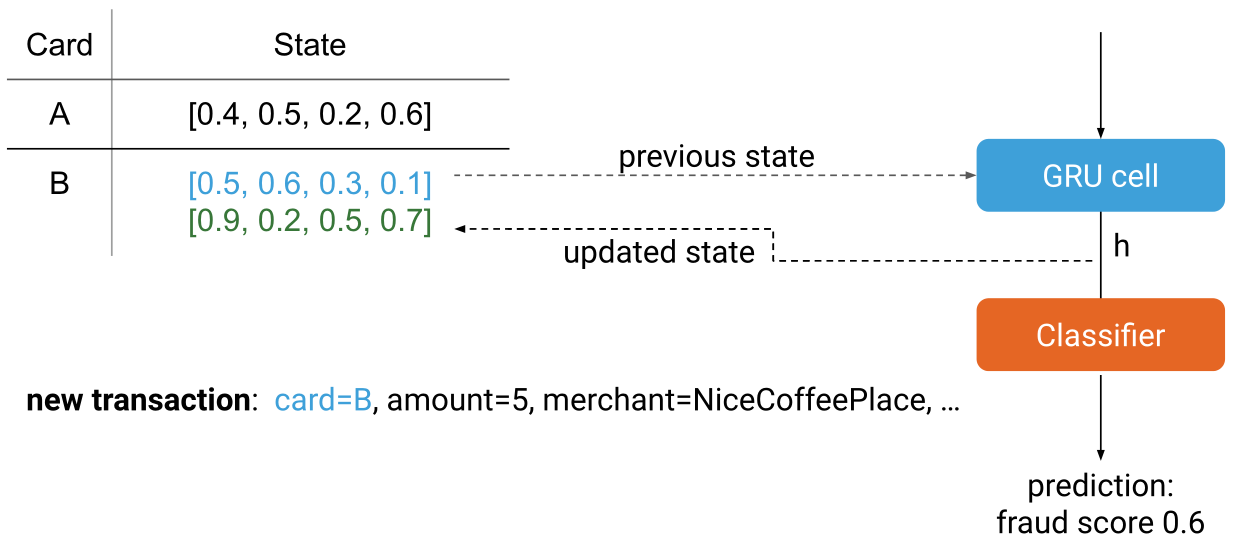 Card State
A [0.4, 0.5, 0.2, 0.6]
B [0.5, 0.6, 0.3, 0.1]
[0.9, 0.2, 0.5, 0.7]
previous state
updated state
GRU cell
h
Classifier
new transaction: card=B, amount=5, merchant=NiceCoffeePlace, …
prediction:
fraud score 0.6